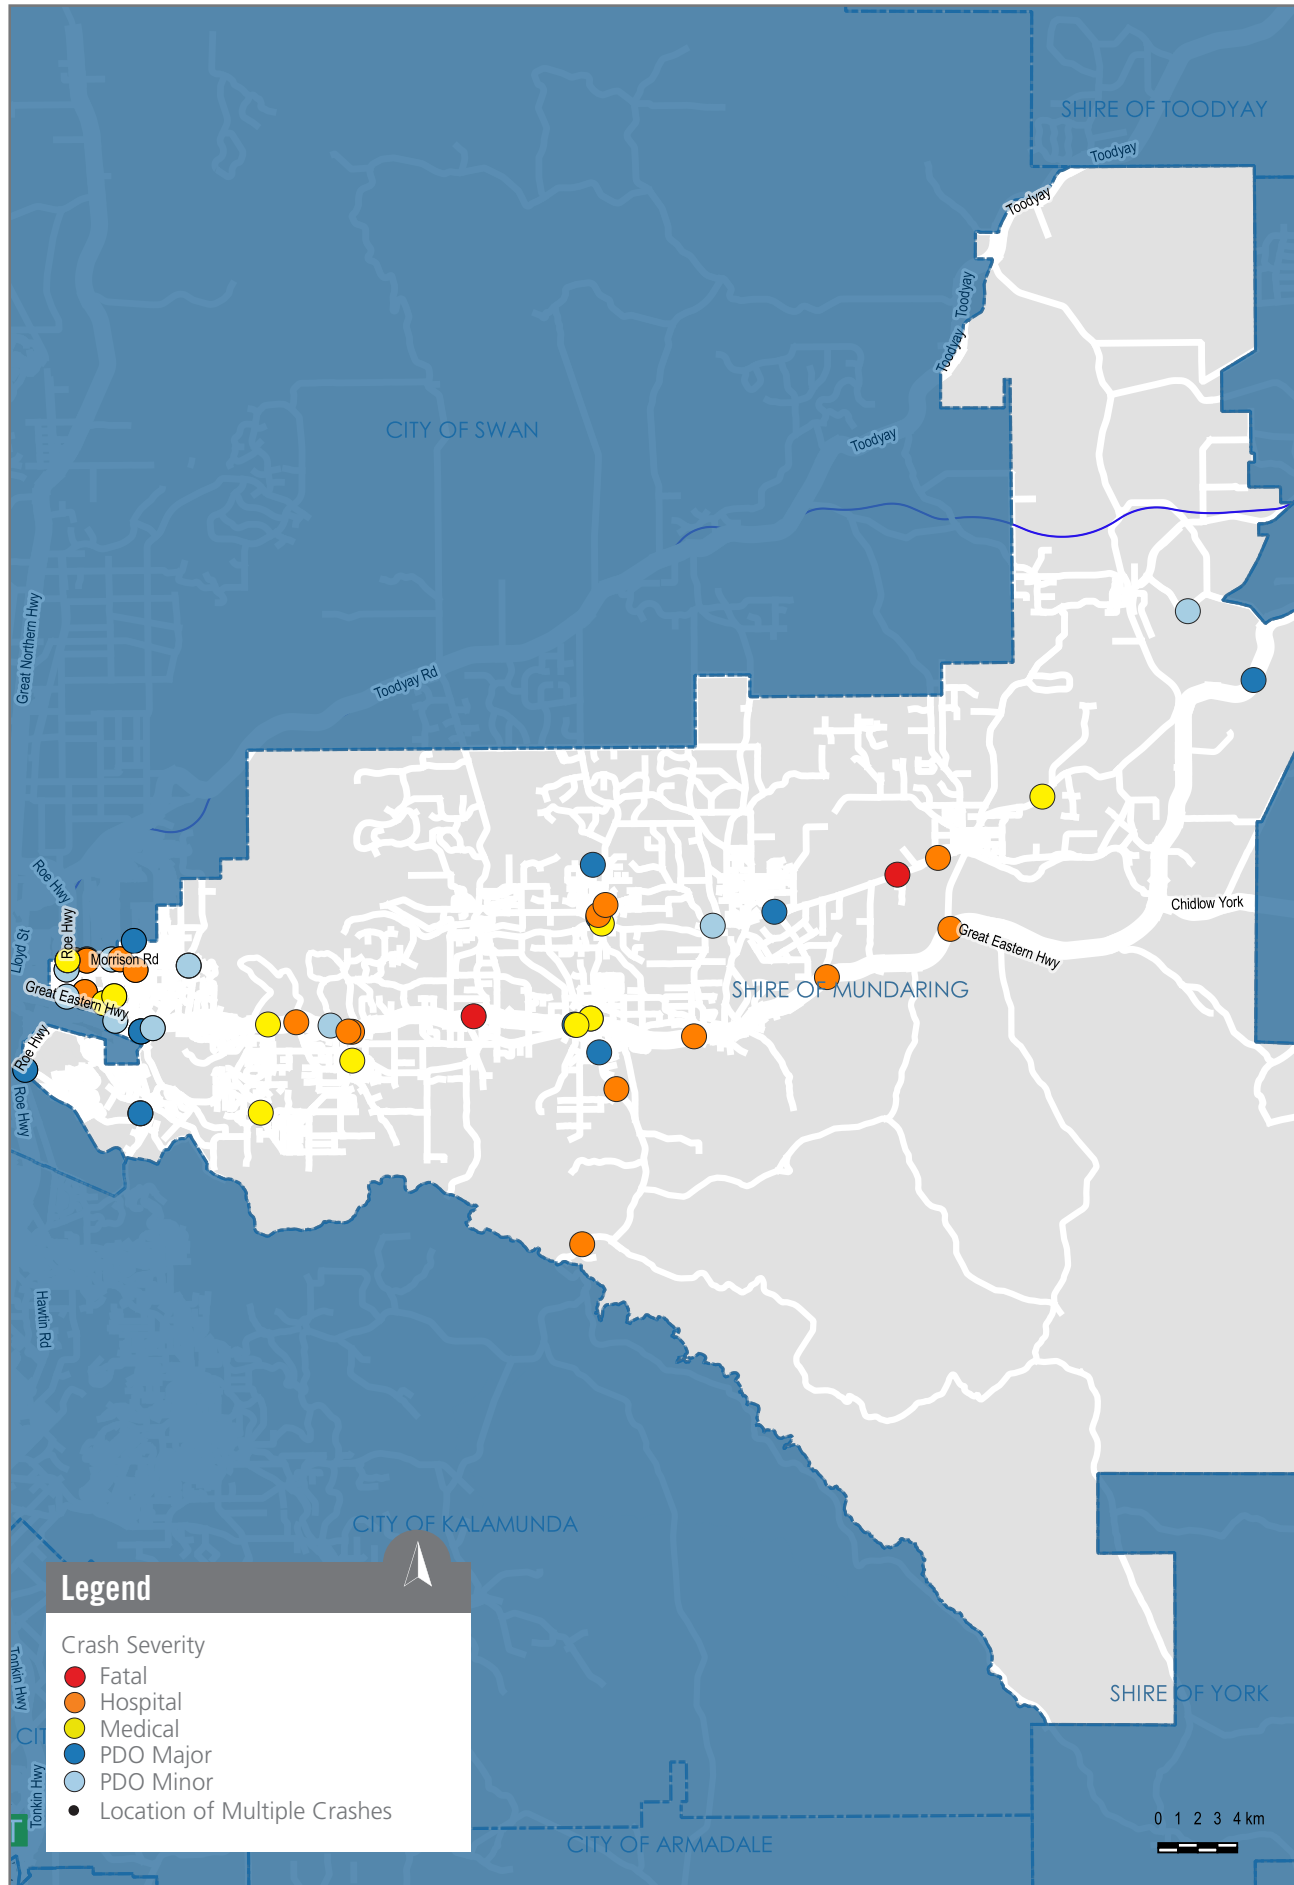 SHIRE OF TOODYAY
Toodyay
Toodyay
Toodyay
Toodyay
CITY OF SWAN
Toodyay
Great Northern Hwy
Toodyay Rd
Roe Hwy
Chidlow York
Roe Hwy
Lloyd St
Great Eastern Hwy
Morrison Rd
SHIRE OF MUNDARING
Great Eastern Hwy
Roe Hwy
Roe Hwy
Hawtin Rd
CITY OF KALAMUNDA
Legend
Crash Severity
Fatal
Hospital
Medical
PDO Major
PDO Minor
Location of Multiple Crashes
Tonkin Hwy
SHIRE OF YORK
CIT
Tonkin Hwy
0 1 2 3 4 km
CITY OF ARMADALE